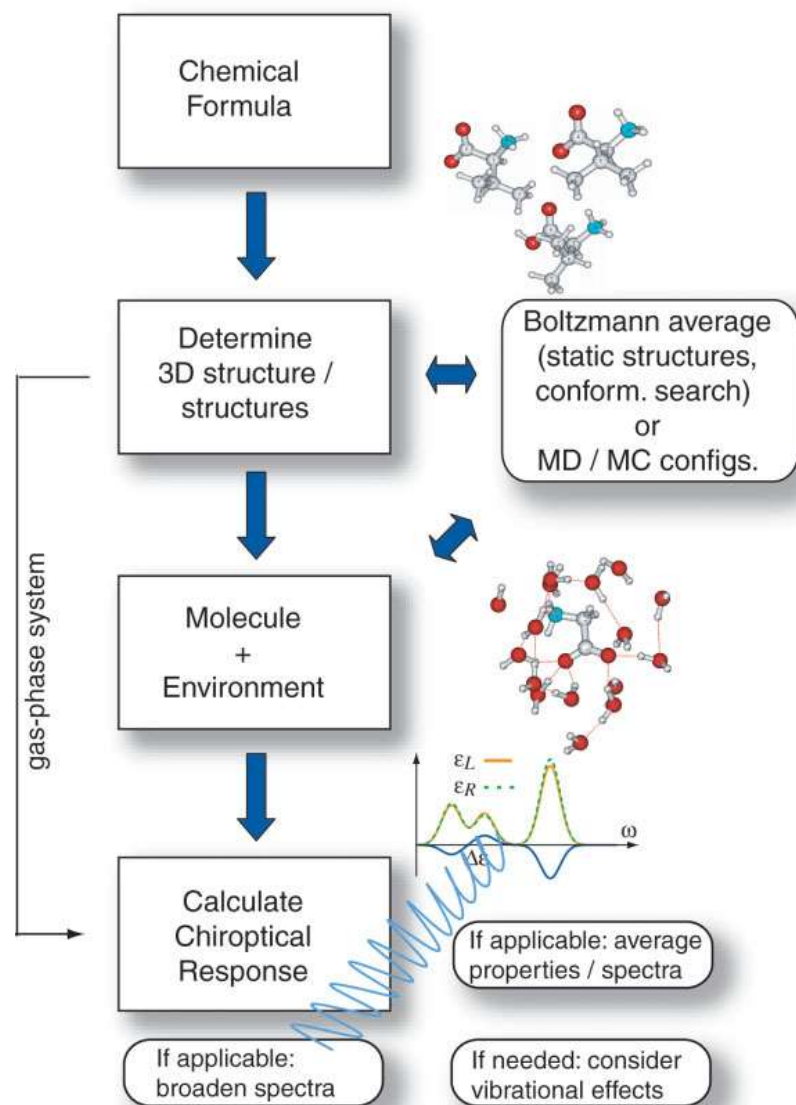 Chemical
Formula
Determine
3D structure /
structures
Boltzmann average
(static structures,
conform. search)
or
MD / MC configs.
gas-phase system
Molecule
+
Environment
εL
εR
ω
Δε
Calculate
Chiroptical
Response
If applicable: average
properties / spectra
If applicable:
broaden spectra
If needed: consider
vibrational effects